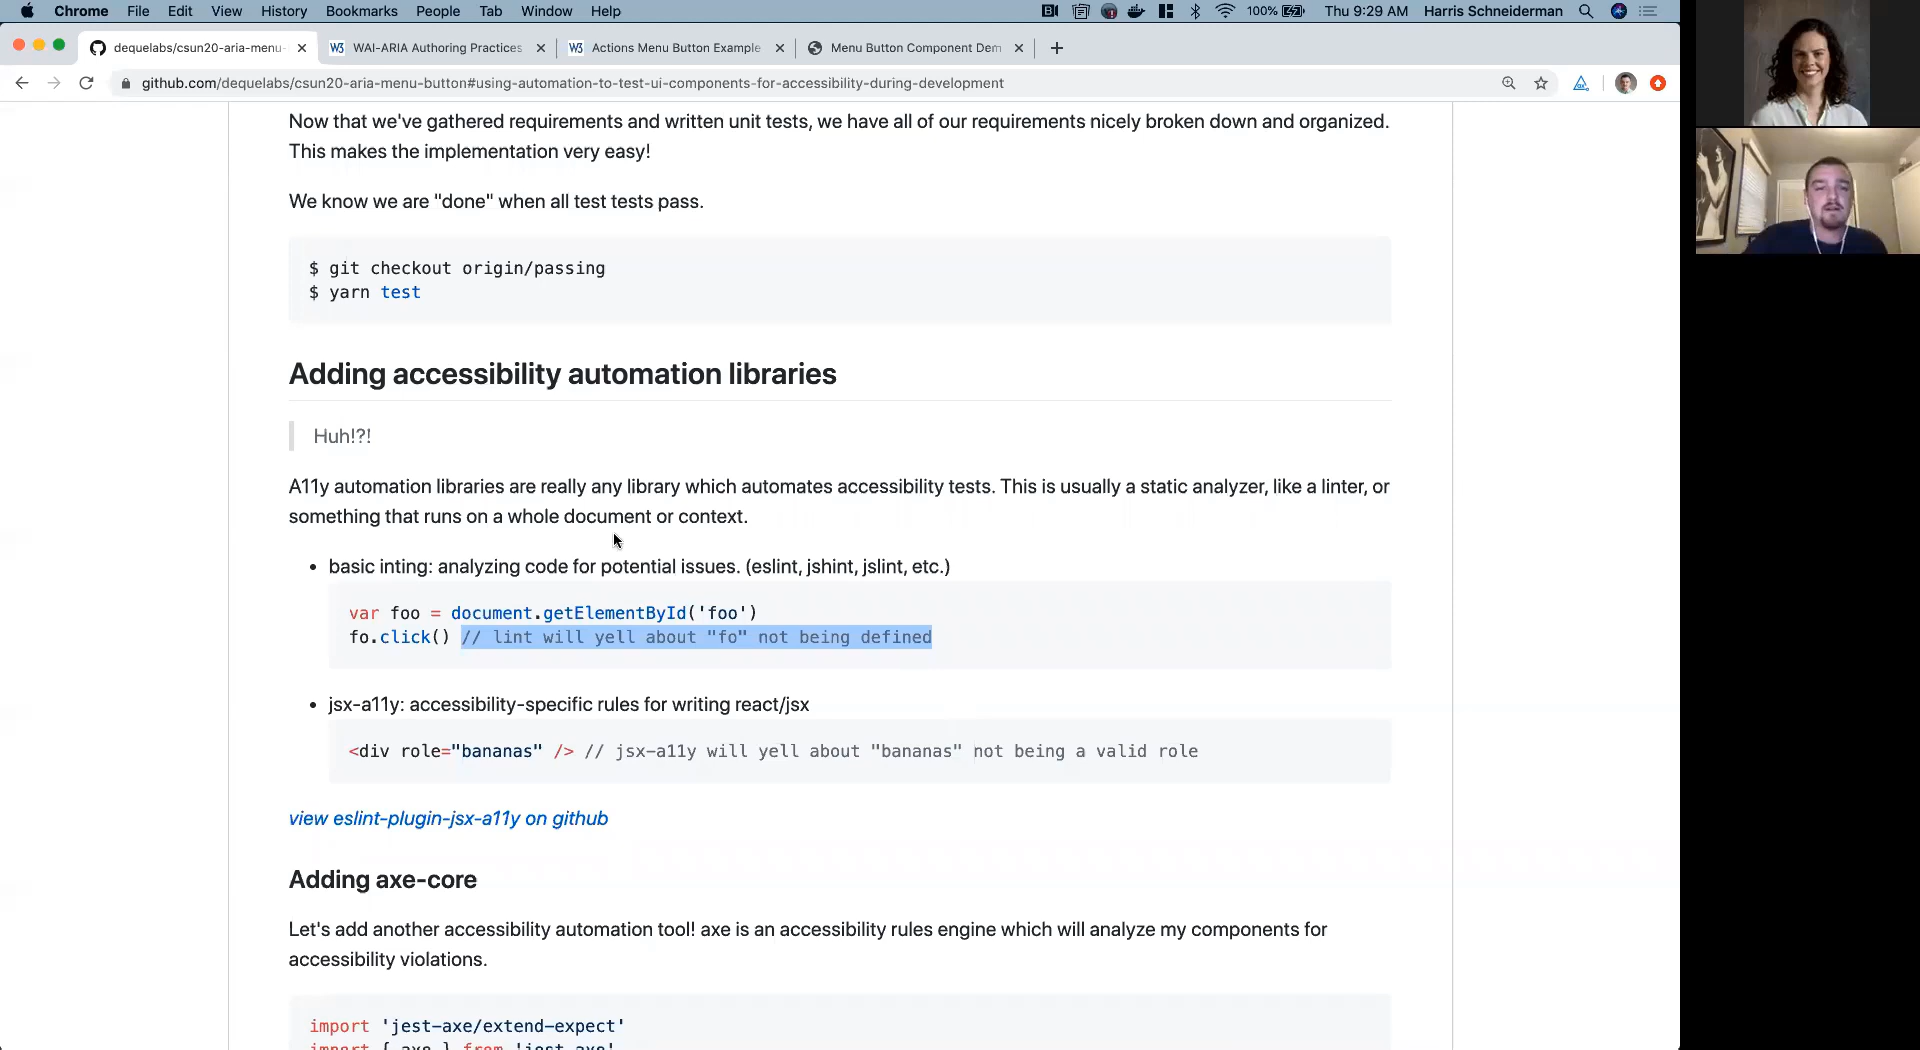 Chrome File Edit View History Bookmarks People Tab Window Help 100% Thu 9:29 AM Harris Schneiderman
dequelabs/csun20-aria-menu- WAI-ARIA Authoring Practices Actions Menu Button Example Menu Button Component Dem
github.com/dequelabs/csun20-aria-menu-button#using-automation-to-test-ui-components-for-accessibility-during-development
Now that we've gathered requirements and written unit tests, we have all of our requirements nicely broken down and organized.
This makes the implementation very easy!
We know we are "done" when all test tests pass.
$ git checkout origin/passing
$ yarn test
Adding accessibility automation libraries
Huh!?!
A11y automation libraries are really any library which automates accessibility tests. This is usually a static analyzer, like a linter, or
something that runs on a whole document or context.
• basic inting: analyzing code for potential issues. (eslint, jshint, jslint, etc.)
var foo = document.getElementById('foo')
fo.click() // lint will yell about "fo" not being defined
• jsx-a11y: accessibility-specific rules for writing react/jsx
<div role="bananas" /> // jsx-a11y will yell about "bananas" not being a valid role
view eslint-plugin-jsx-a11y on github
Adding axe-core
Let's add another accessibility automation tool! axe is an accessibility rules engine which will analyze my components for
accessibility violations.
import 'jest-axe/extend-expect'
import { axe } from 'jest-axe'